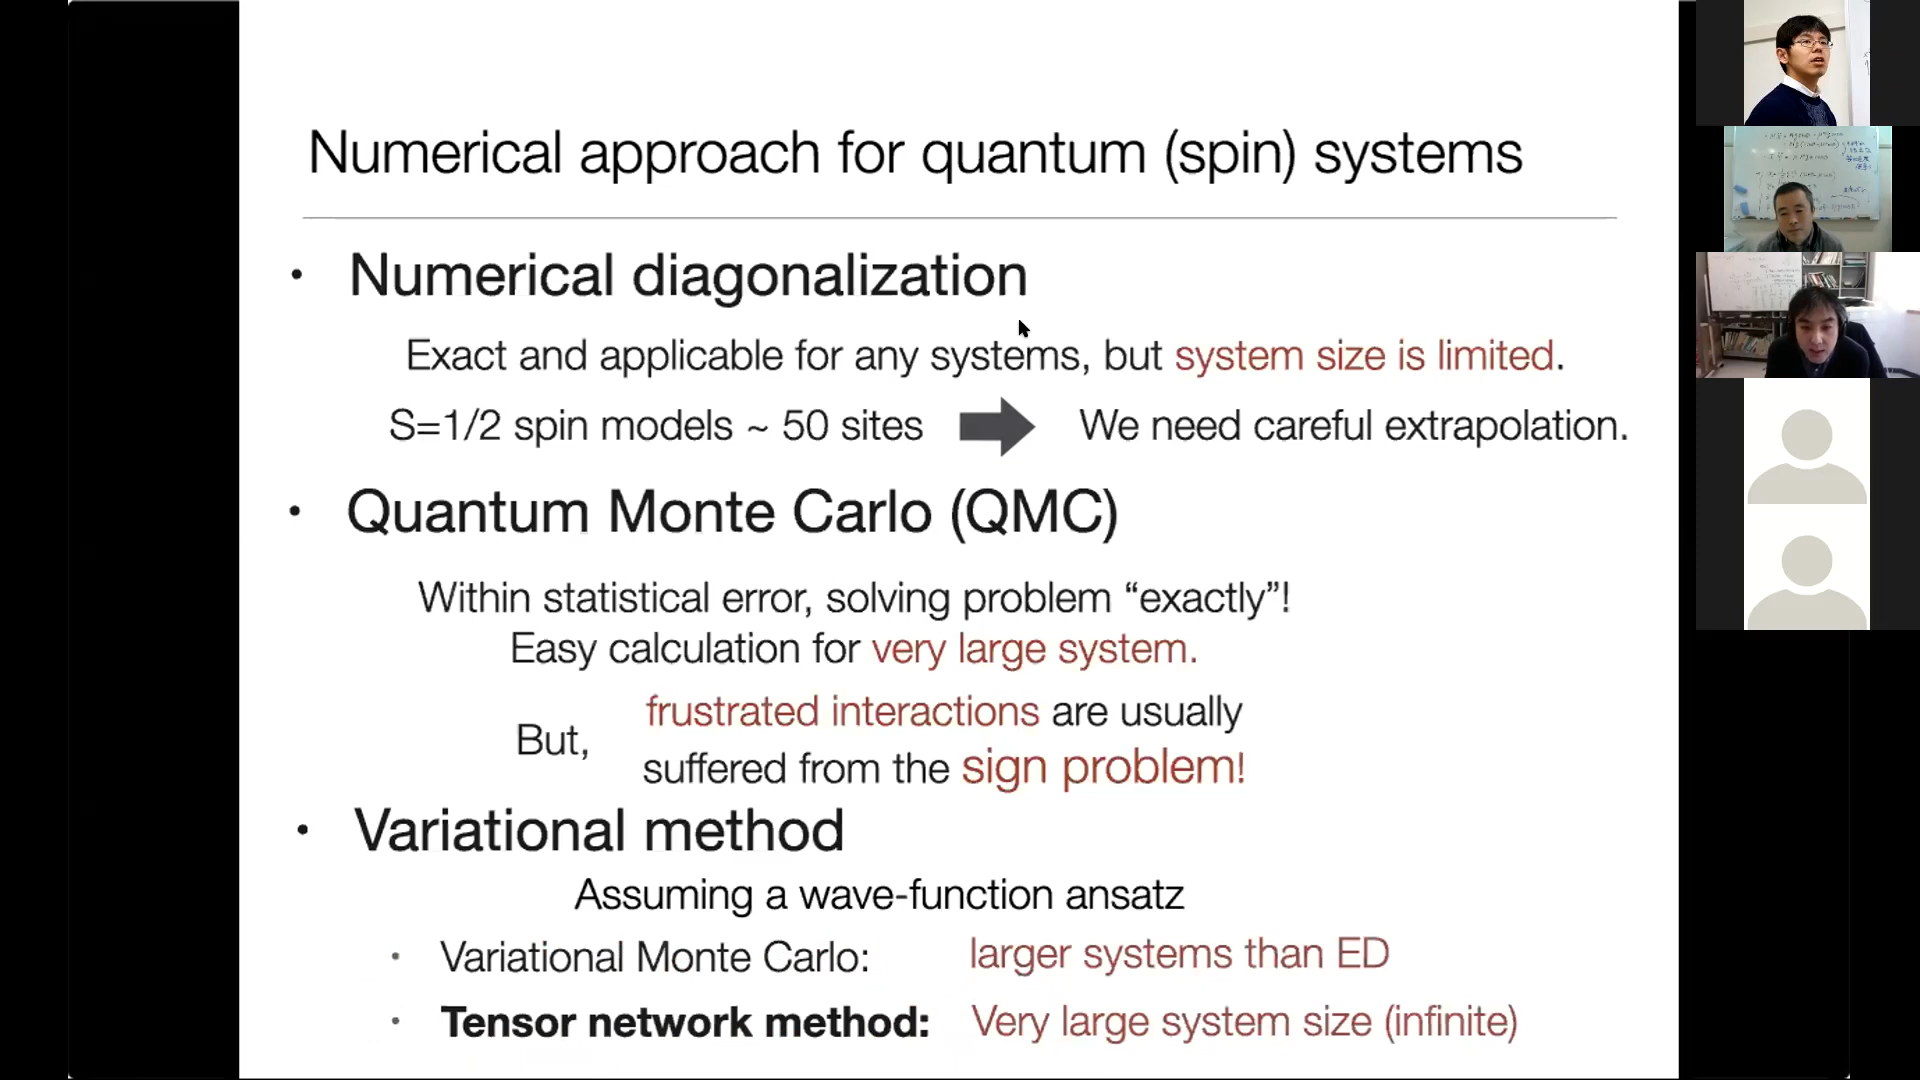 Numerical approach for quantum (spin) systems
• Numerical diagonalization
Exact and applicable for any systems, but system size is limited.
S=1/2 spin models ~ 50 sites We need careful extrapolation.
• Quantum Monte Carlo (QMC)
Within statistical error, solving problem “exactly”!
Easy calculation for very large system.
But,
frustrated interactions are usually
suffered from the sign problem!
• Variational method
Assuming a wave-function ansatz
• Variational Monte Carlo: larger systems than ED
• Tensor network method: Very large system size (infinite)